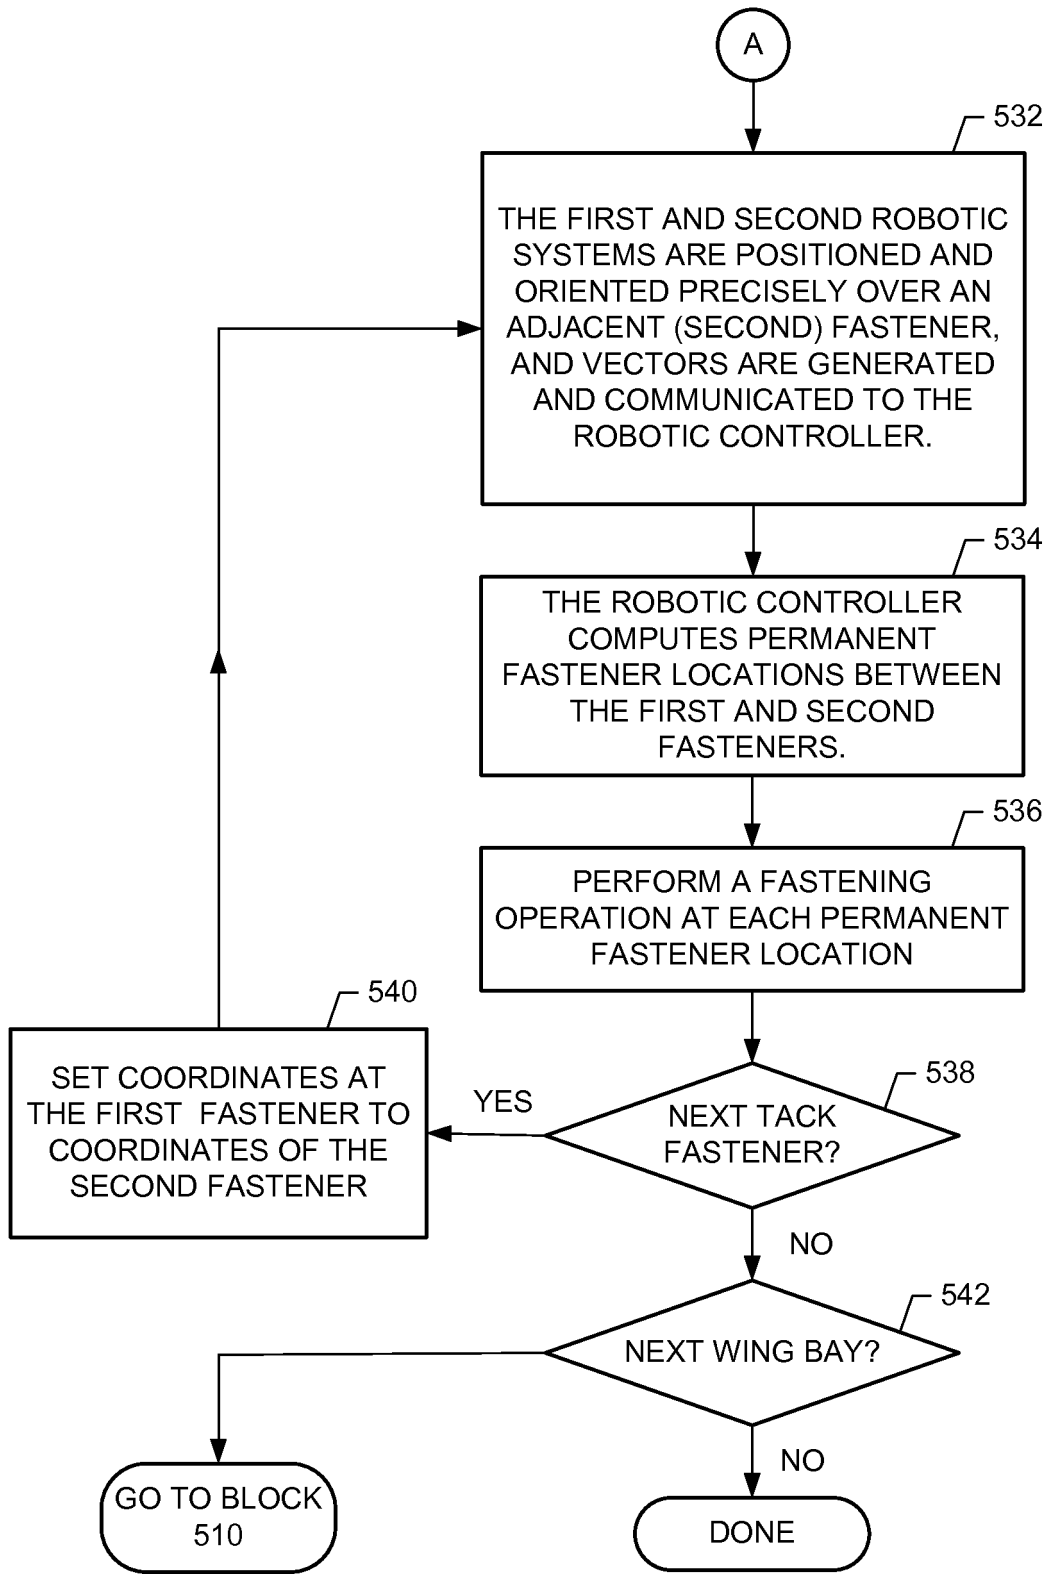 A
532
THE FIRST AND SECOND ROBOTIC
SYSTEMS ARE POSITIONED AND
ORIENTED PRECISELY OVER AN
ADJACENT (SECOND) FASTENER,
AND VECTORS ARE GENERATED
AND COMMUNICATED TO THE
ROBOTIC CONTROLLER.
534
THE ROBOTIC CONTROLLER
COMPUTES PERMANENT
FASTENER LOCATIONS BETWEEN
THE FIRST AND SECOND
FASTENERS.
536
PERFORM A FASTENING
OPERATION AT EACH PERMANENT
FASTENER LOCATION
540
SET COORDINATES AT
THE FIRST FASTENER TO
COORDINATES OF THE
SECOND FASTENER
YES
538
NEXT TACK
FASTENER?
NO
542
NEXT WING BAY?
GO TO BLOCK
510
NO
DONE